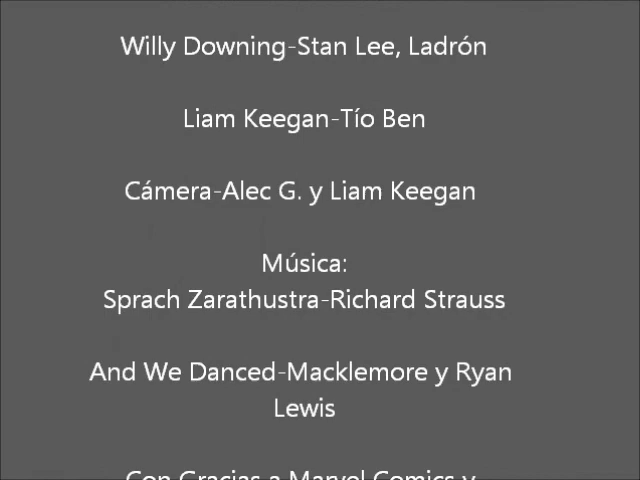 Willy Downing-Stan Lee, Ladrón
Liam Keegan-Tío Ben
Cámera-Alec G. y Liam Keegan
Música:
Sprach Zarathustra-Richard Strauss
And We Danced-Macklemore y Ryan
Lewis
Con Gracias a Marvel Comics y